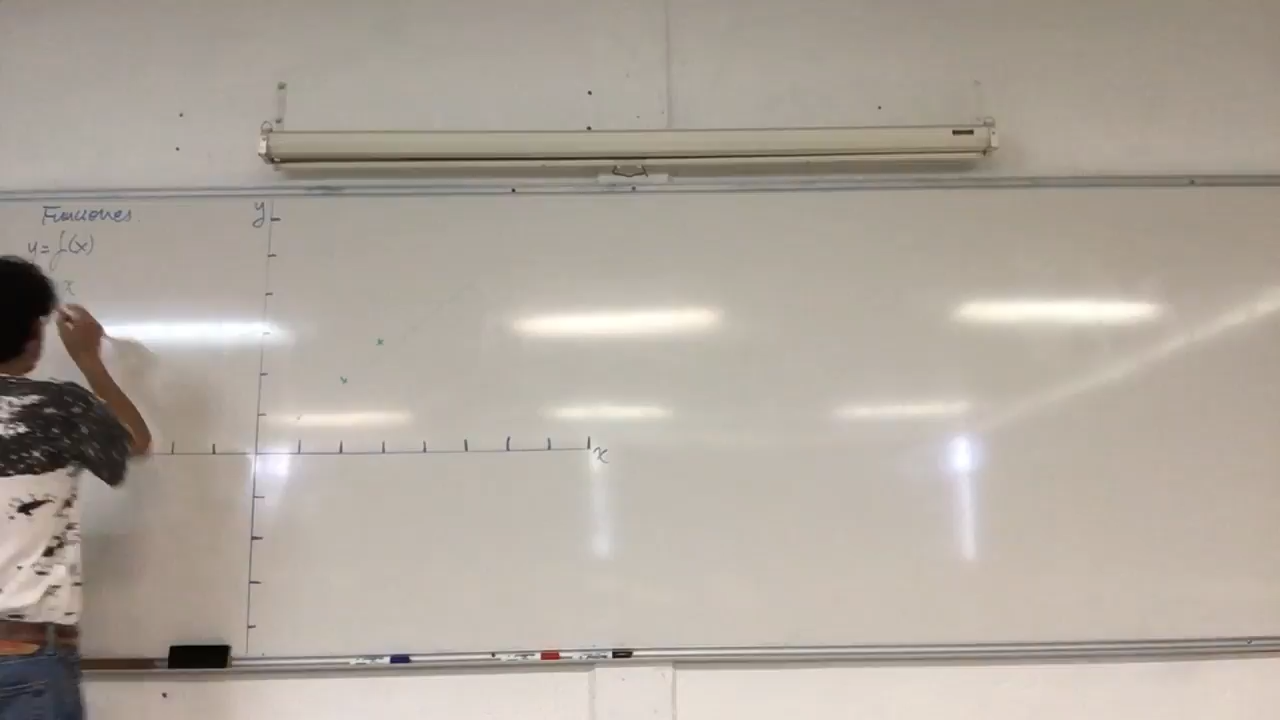 Funciones.
y = f(x)
x
y
x